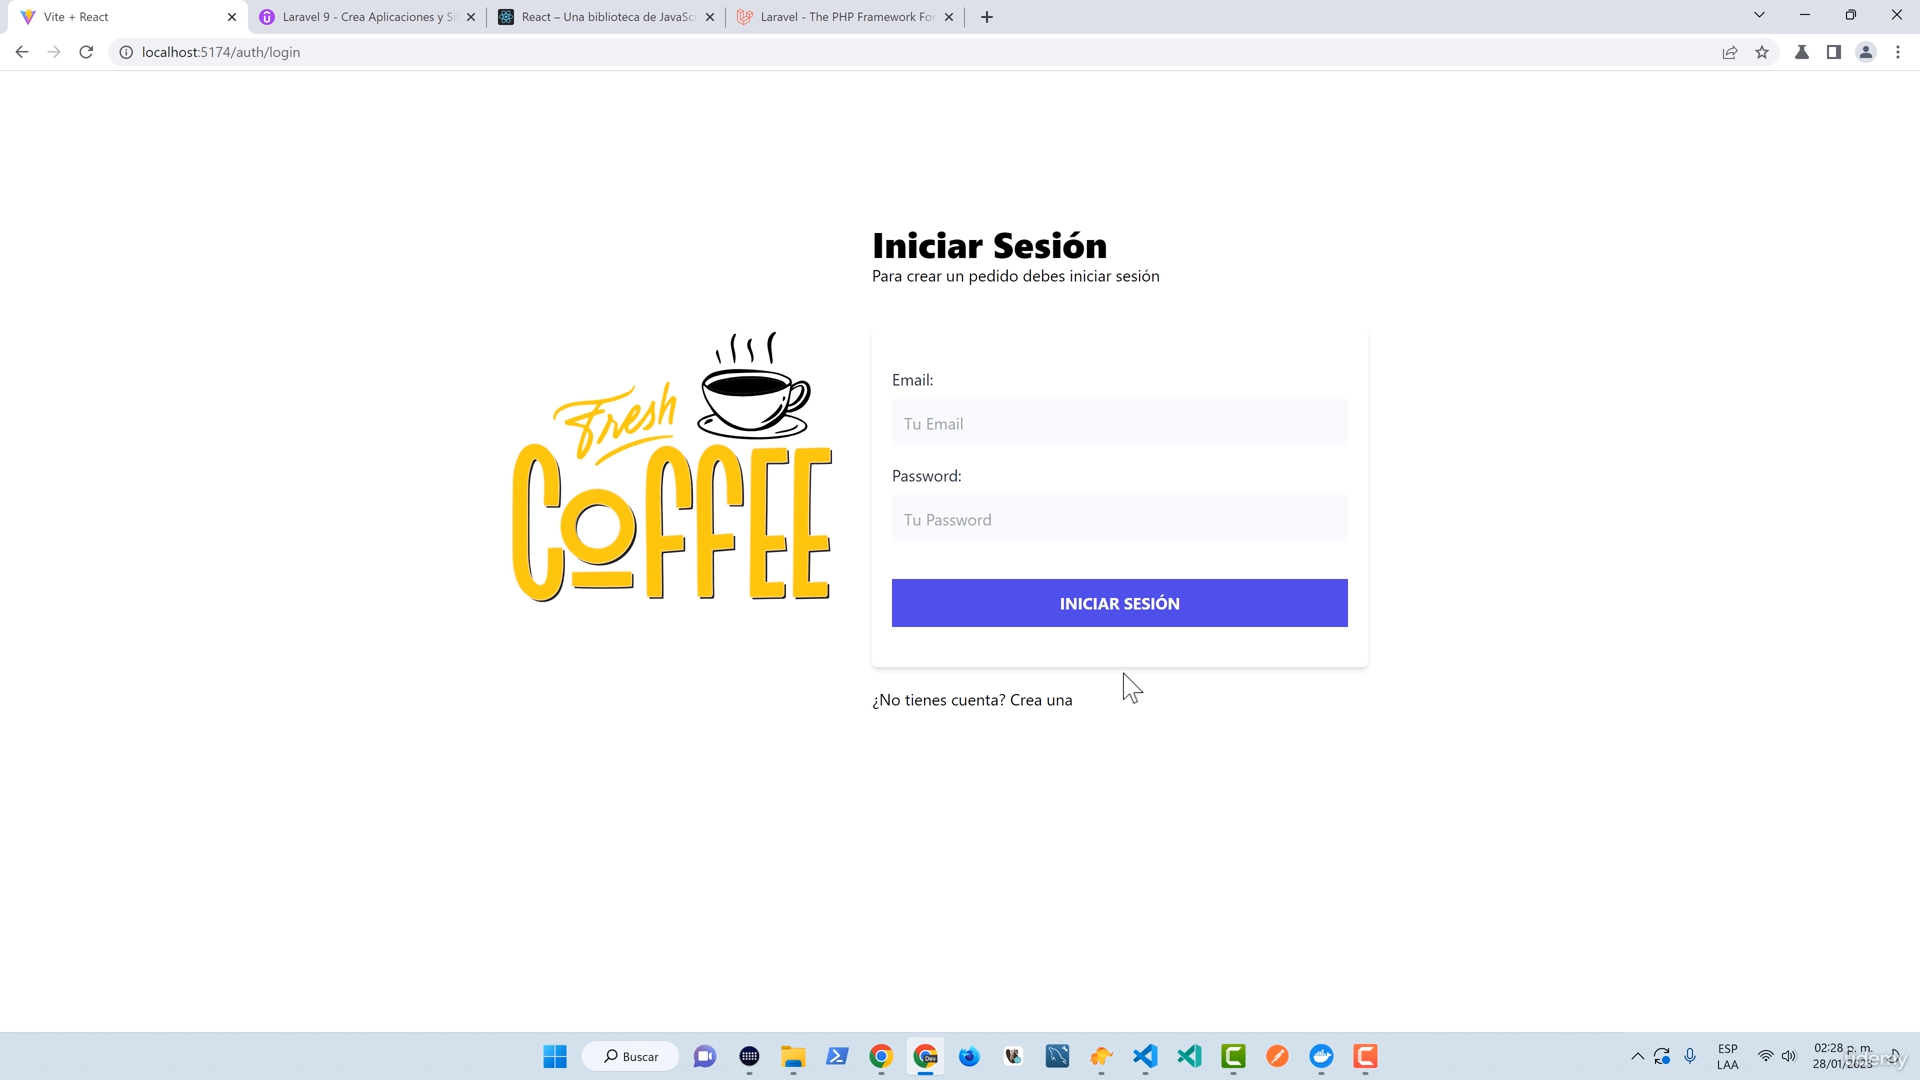 Vite + React
Laravel 9 - Crea Aplicaciones y Si
React – Una biblioteca de JavaSc
Laravel - The PHP Framework For
localhost:5174/auth/login
Iniciar Sesión
Para crear un pedido debes iniciar sesión
Fresh
COFFEE
Email:
Tu Email
Password:
Tu Password
INICIAR SESIÓN
¿No tienes cuenta? Crea una
Buscar
Dev
ESP
LAA
02:28 p. m.
28/01/2023
Udemy